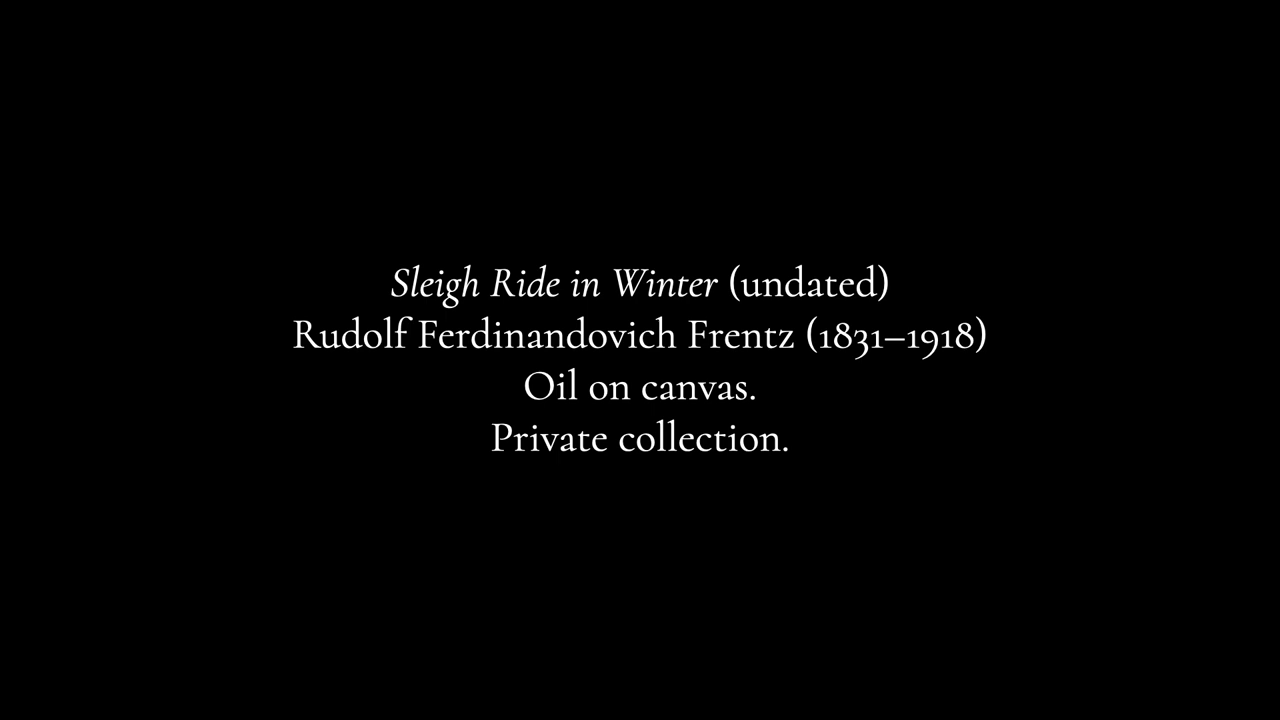 Sleigh Ride in Winter (undated)
Rudolf Ferdinandovich Frentz (1831–1918)
Oil on canvas.
Private collection.